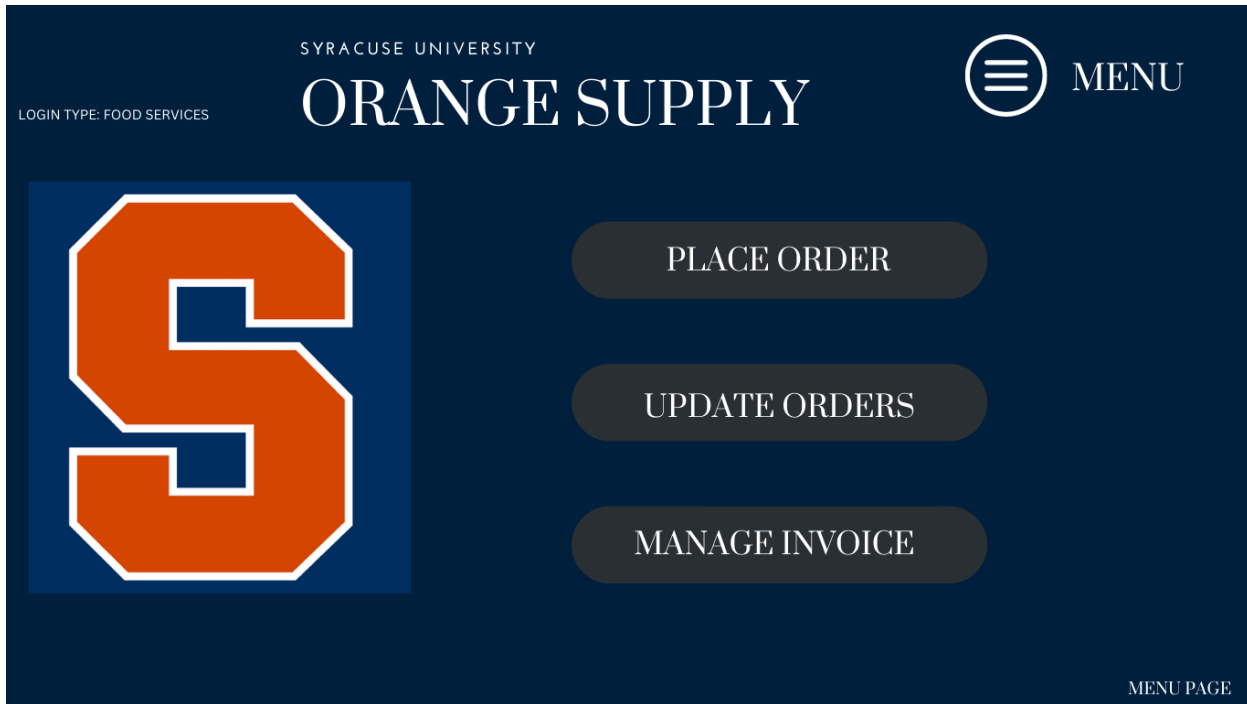 SYRACUSE UNIVERSITY
ORANGE SUPPLY
MENU
LOGIN TYPE: FOOD SERVICES
S
PLACE ORDER
UPDATE ORDERS
MANAGE INVOICE
MENU PAGE